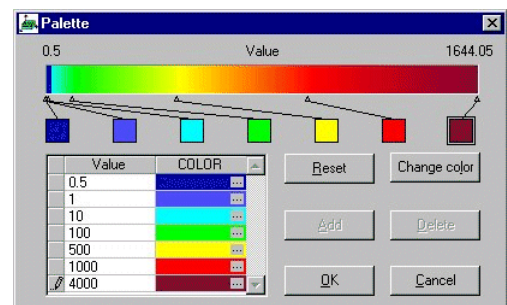 Palette
0.5 Value 1644.05
Value COLOR
0.5
1
10
100
500
1000
4000
Reset Change color
Add Delete
OK Cancel